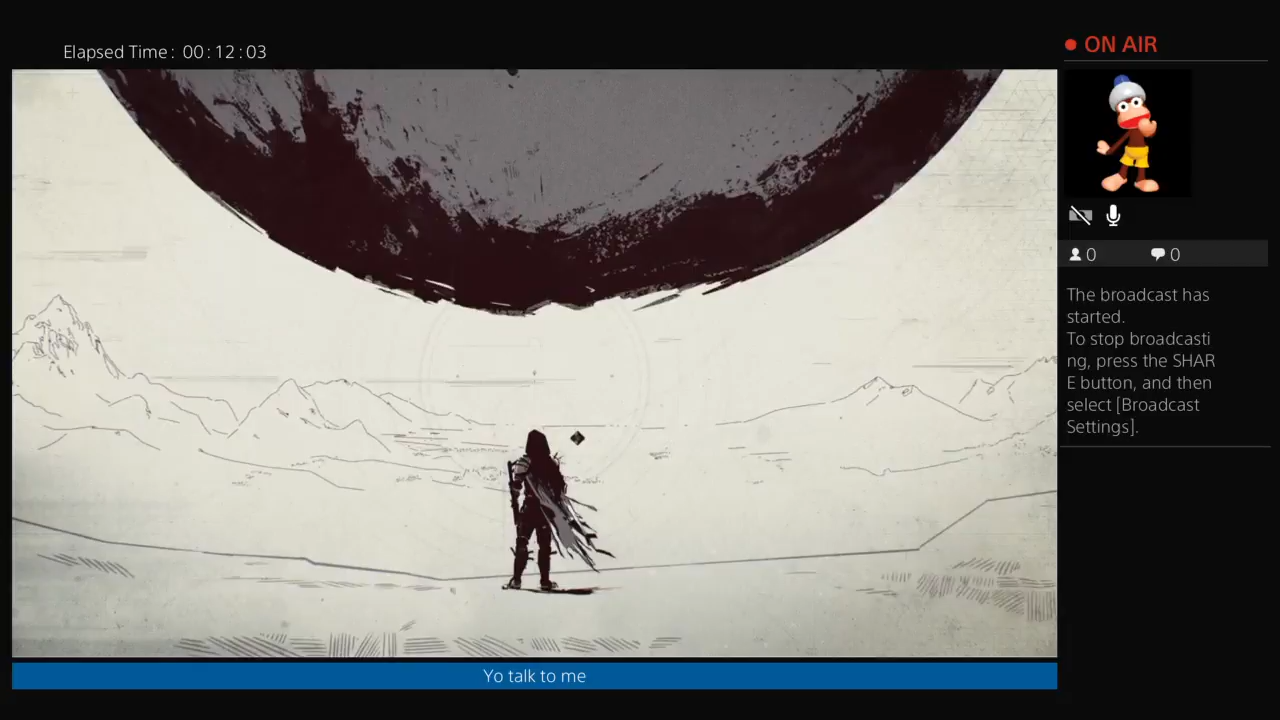 Elapsed Time: 00:12:03
ON AIR
0 0
The broadcast has
started.
To stop broadcasti
ng, press the SHAR
E button, and then
select [Broadcast
Settings].
Yo talk to me